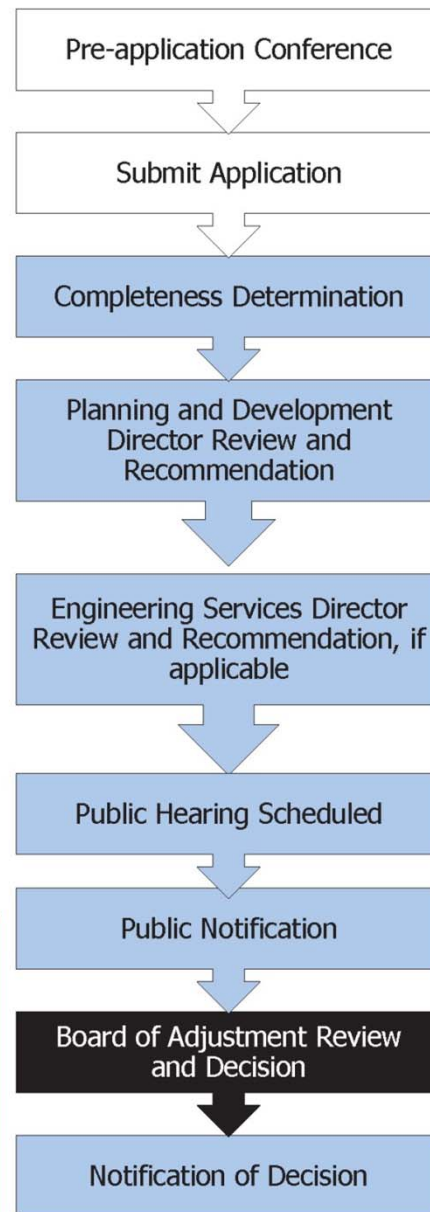 Pre-application Conference
Submit Application
Completeness Determination
Planning and Development
Director Review and
Recommendation
Engineering Services Director
Review and Recommendation, if
applicable
Public Hearing Scheduled
Public Notification
Board of Adjustment Review
and Decision
Notification of Decision